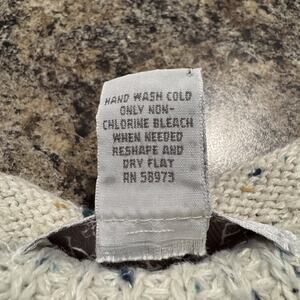 HAND WASH COLD
ONLY NON-
CHLORINE BLEACH
WHEN NEEDED
RESHAPE AND
DRY FLAT
RN 58973